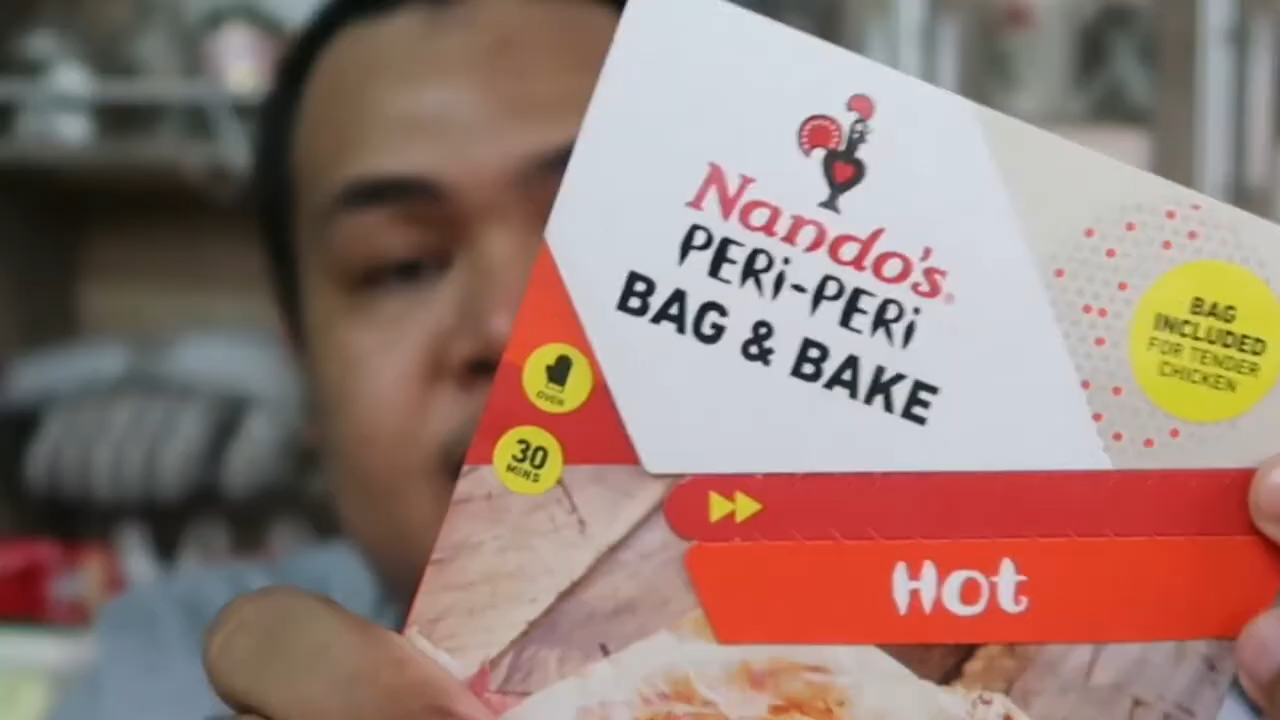 Nando's
PERi-PERi
BAG & BAKE
BAG
INCLUDED
FOR TENDER
CHICKEN
OVEN
30
MINS
Hot